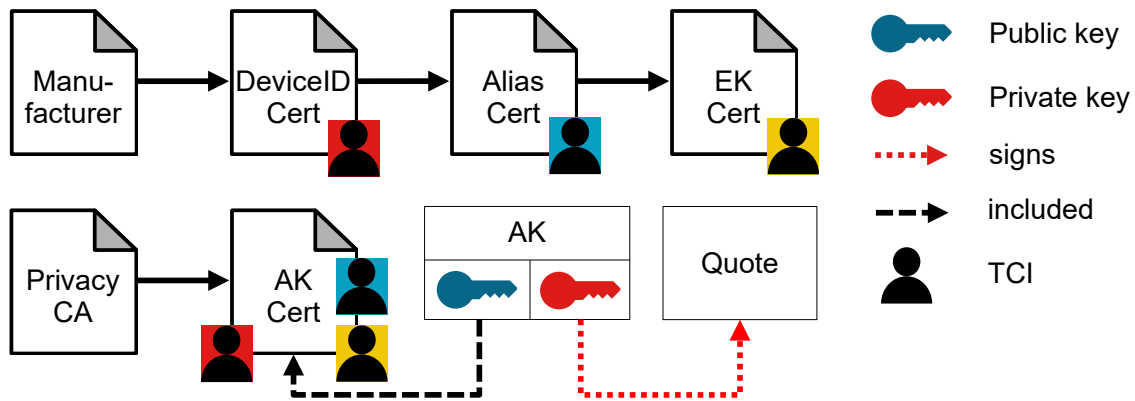 Manu-
facturer
DeviceID
Cert
Alias
Cert
EK
Cert
Public key
Private key
signs
included
TCI
Privacy
CA
AK
Cert
AK
Quote